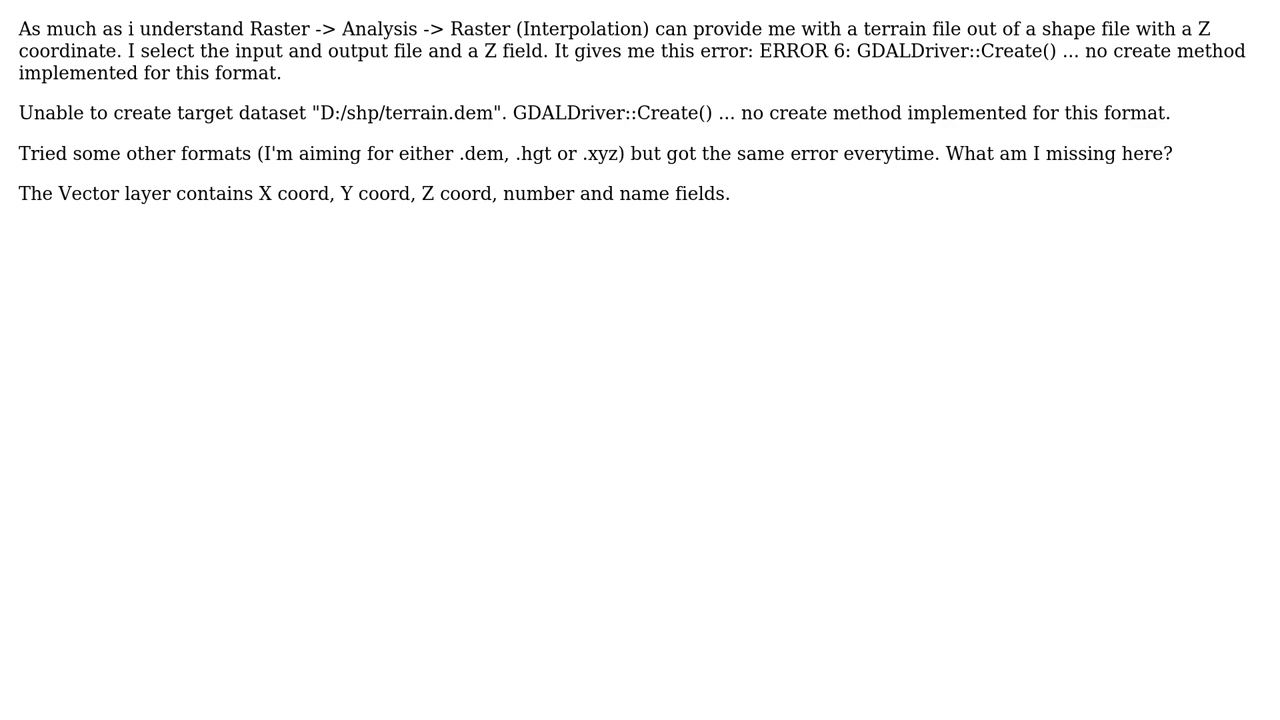 As much as i understand Raster -> Analysis -> Raster (Interpolation) can provide me with a terrain file out of a shape file with a Z
coordinate. I select the input and output file and a Z field. It gives me this error: ERROR 6: GDALDriver::Create() ... no create method
implemented for this format.
Unable to create target dataset "D:/shp/terrain.dem". GDALDriver::Create() ... no create method implemented for this format.
Tried some other formats (I'm aiming for either .dem, .hgt or .xyz) but got the same error everytime. What am I missing here?
The Vector layer contains X coord, Y coord, Z coord, number and name fields.